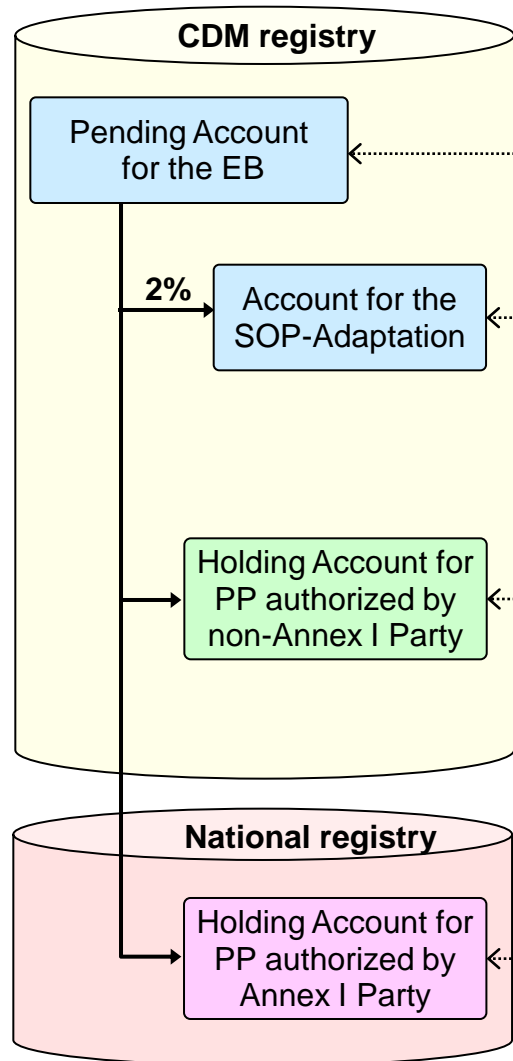 CDM registry
Pending Account
for the EB
2%
Account for the
SOP-Adaptation
Holding Account for
PP authorized by
non-Annex I Party
National registry
Holding Account for
PP authorized by
Annex I Party